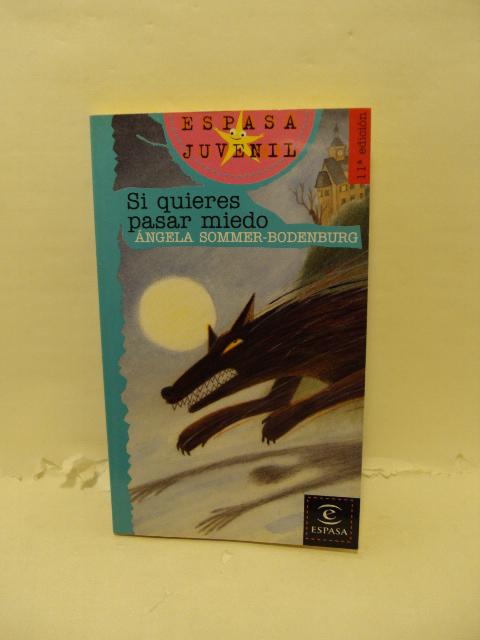 ESPASA
JUVENIL
11ª edición
Si quieres
pasar miedo
ÁNGELA SOMMER-BODENBURG
e
ESPASA